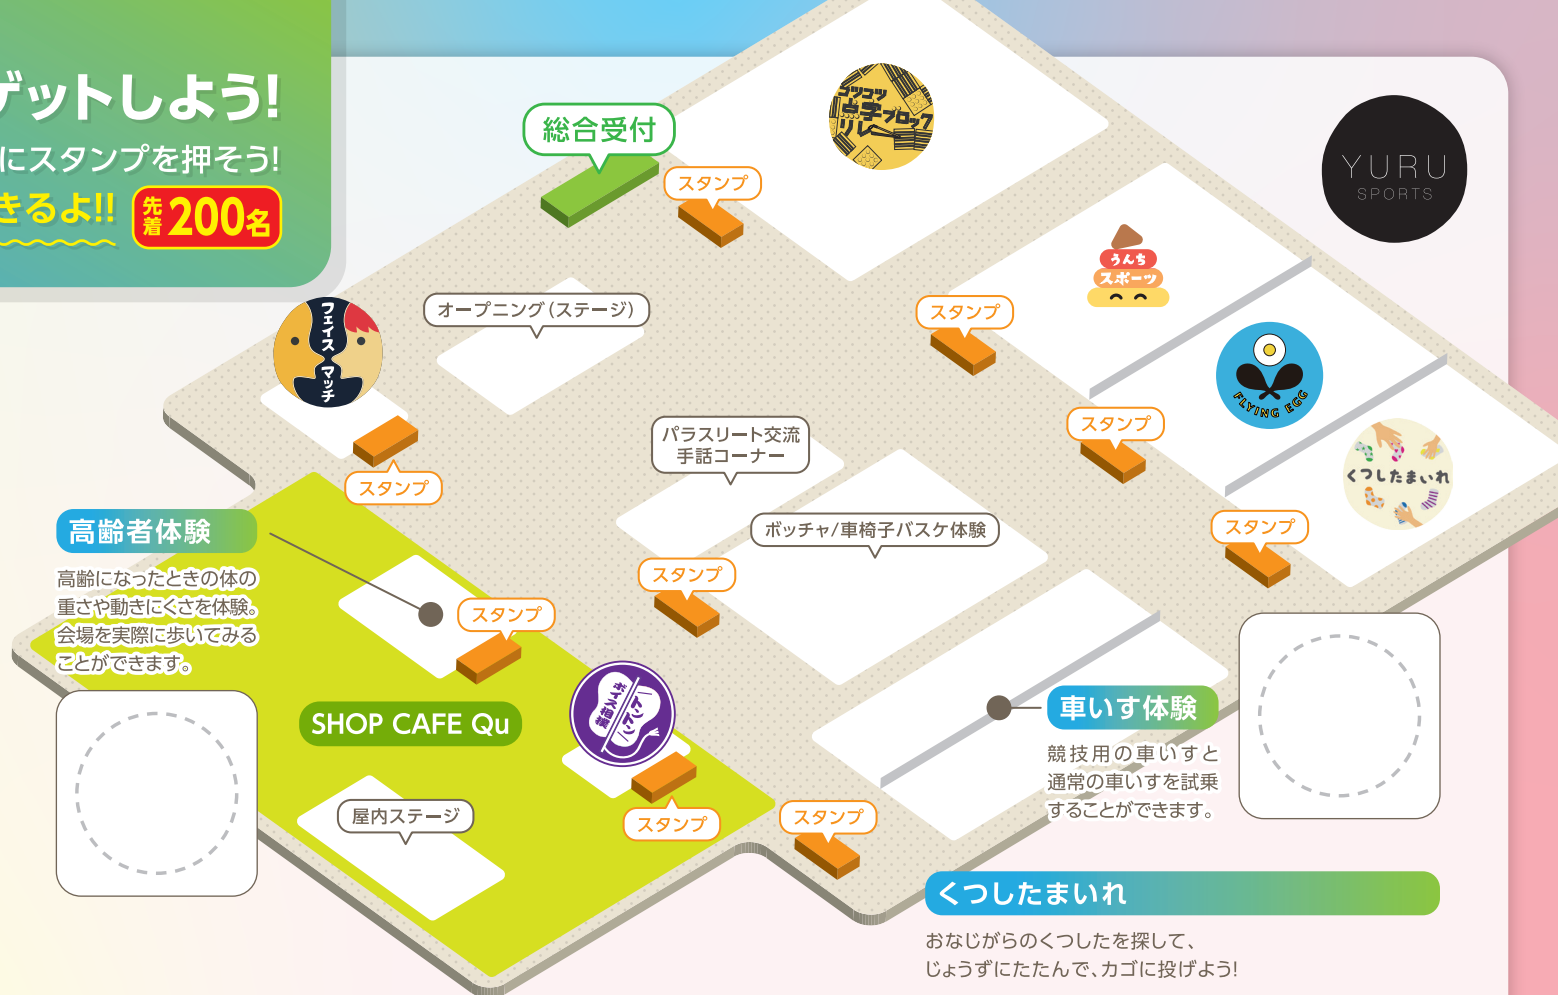 ゲットしよう!
にスタンプを押そう!
きるよ!!
先着200名
総合受付
スタンプ
コツコツ
点字ブロック
リレー
YURU
SPORTS
うんち
スポーツ
スタンプ
オープニング(ステージ)
フェイスマッチ
スタンプ
FLYING EGG
スタンプ
くつしたまいれ
スタンプ
パラスリート交流
手話コーナー
ボッチャ/車椅子バスケ体験
スタンプ
高齢者体験
高齢になったときの体の
重さや動きにくさを体験。
会場を実際に歩いてみる
ことができます。
スタンプ
SHOP CAFE Qu
トントン
ボイス相撲
スタンプ
屋内ステージ
スタンプ
車いす体験
競技用の車いすと
通常の車いすを試乗
することができます。
くつしたまいれ
おなじがらのくつしたを探して、
じょうずにたたんで、カゴに投げよう!